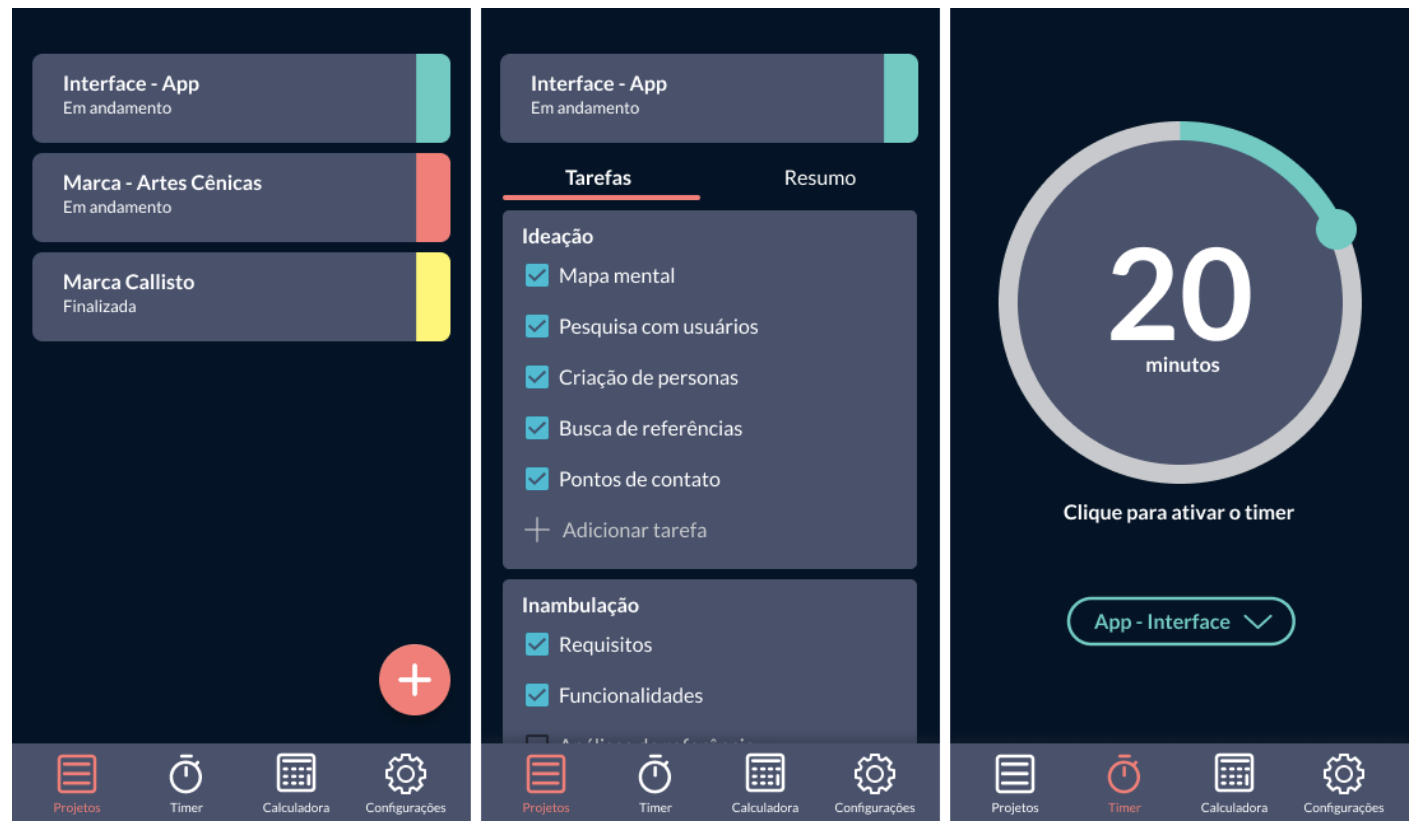 Interface - App
Em andamento
Marca - Artes Cênicas
Em andamento
Marca Callisto
Finalizada
Projetos
Timer
Calculadora
Configurações
Interface - App
Em andamento
Tarefas
Resumo
Ideação
Mapa mental
Pesquisa com usuários
Criação de personas
Busca de referências
Pontos de contato
Adicionar tarefa
Inambulação
Requisitos
Funcionalidades
Projetos
Timer
Calculadora
Configurações
20
minutos
Clique para ativar o timer
App - Interface
Projetos
Timer
Calculadora
Configurações